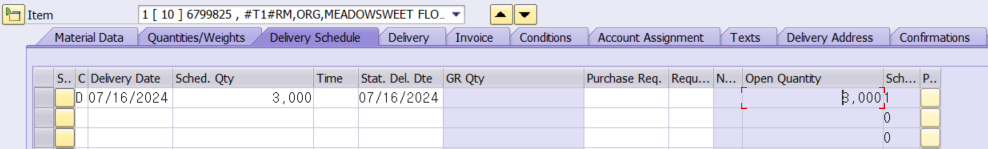 Item 1 [ 10 ] 6799825 , #T1#RM,ORG,MEADOWSWEET FLO...
Material Data Quantities/Weights Delivery Schedule Delivery Invoice Conditions Account Assignment Texts Delivery Address Confirmations
S.. C Delivery Date Sched. Qty Time Stat. Del. Dte GR Qty Purchase Req. Requ... N... Open Quantity Sch... P..
D 07/16/2024 3,000 07/16/2024 3,000 1
0
0